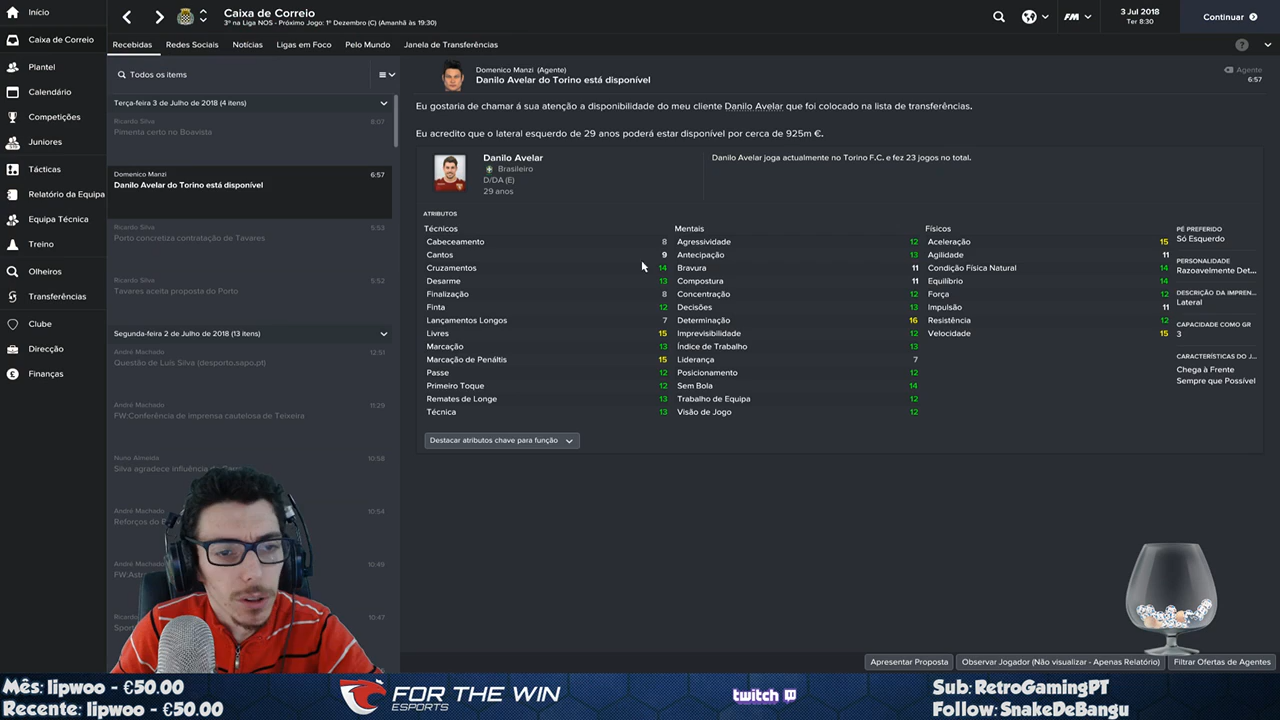 Início
Caixa de Correio
Plantel
Calendário
Competições
Juniores
Tácticas
Relatório da Equipa
Equipa Técnica
Treino
Olheiros
Transferências
Clube
Direcção
Finanças
Caixa de Correio
3º na Liga NOS - Próximo Jogo: 1º Dezembro (C) (Amanhã às 19:30)
FM
3 Jul 2018
Ter 8:30
Continuar
Recebidas
Redes Sociais
Notícias
Ligas em Foco
Pelo Mundo
Janela de Transferências
Todos os items
Terça-feira 3 de Julho de 2018 (4 itens)
Ricardo Silva 8:07
Pimenta certo no Boavista
Domenico Manzi 6:57
Danilo Avelar do Torino está disponível
Ricardo Silva 5:53
Porto concretiza contratação de Tavares
Ricardo Silva 5:52
Tavares aceita proposta do Porto
Segunda-feira 2 de Julho de 2018 (13 itens)
André Machado 12:51
Questão de Luís Silva (desporto.sapo.pt)
André Machado 11:29
FW:Conferência de imprensa cautelosa de Teixeira
Nuno Almeida 10:58
Silva agradece influência de
André Machado 10:54
Reforços do
André Machado 10:49
FW:
Ricardo 10:47
Domenico Manzi (Agente)
Danilo Avelar do Torino está disponível
Agente
6:57
Eu gostaria de chamar á sua atenção a disponibilidade do meu cliente Danilo Avelar que foi colocado na lista de transferências.
Eu acredito que o lateral esquerdo de 29 anos poderá estar disponível por cerca de 925m €.
Danilo Avelar
Brasileiro
D/DA (E)
29 anos
Danilo Avelar joga actualmente no Torino F.C. e fez 23 jogos no total.
ATRIBUTOS
Técnicos
Cabeceamento 8
Cantos 9
Cruzamentos 14
Desarme 13
Finalização 8
Finta 12
Lançamentos Longos 7
Livres 15
Marcação 13
Marcação de Penáltis 15
Passe 12
Primeiro Toque 12
Remates de Longe 13
Técnica 13
Mentais
Agressividade 12
Antecipação 13
Bravura 11
Compostura 11
Concentração 12
Decisões 13
Determinação 16
Imprevisibilidade 12
Índice de Trabalho 13
Liderança 7
Posicionamento 12
Sem Bola 14
Trabalho de Equipa 12
Visão de Jogo 12
Físicos
Aceleração 15
Agilidade 11
Condição Física Natural 14
Equilíbrio 14
Força 12
Impulsão 11
Resistência 12
Velocidade 15
PÉ PREFERIDO
Só Esquerdo
PERSONALIDADE
Razoavelmente Det...
DESCRIÇÃO DA IMPREN...
Lateral
CAPACIDADE COMO GR
3
CARACTERÍSTICAS DO J...
Chega à Frente
Sempre que Possível
Destacar atributos chave para função
Apresentar Proposta
Observar Jogador (Não visualizar - Apenas Relatório)
Filtrar Ofertas de Agentes
Mês: lipwoo - €50.00
Recente: lipwoo - €50.00
FOR THE WIN
ESPORTS
twitch
Sub: RetroGamingPT
Follow: SnakeDeBangu